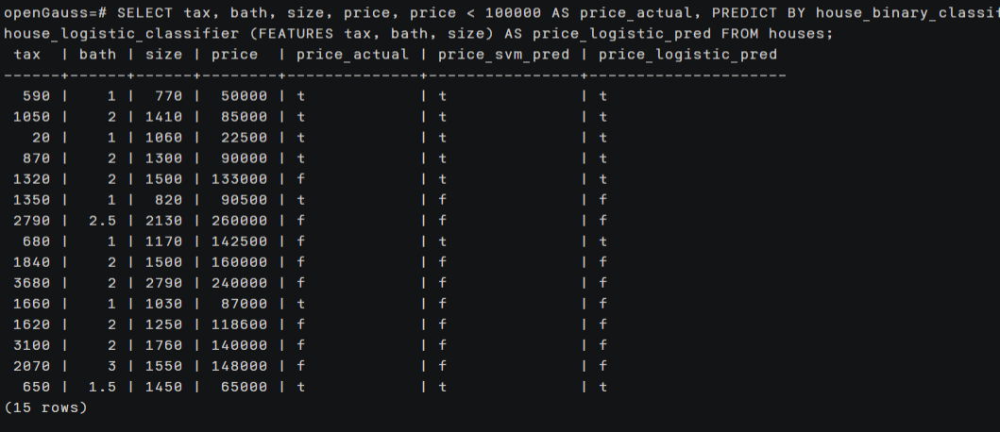 openGauss=# SELECT tax, bath, size, price, price < 100000 AS price_actual, PREDICT BY house_binary_classif
house_logistic_classifier (FEATURES tax, bath, size) AS price_logistic_pred FROM houses;
 tax  | bath | size | price  | price_actual | price_svm_pred | price_logistic_pred
------+------+------+--------+--------------+----------------+---------------------
  590 |    1 |  770 |  50000 | t            | t              | t
 1050 |    2 | 1410 |  85000 | t            | t              | t
   20 |    1 | 1060 |  22500 | t            | t              | t
  870 |    2 | 1300 |  90000 | t            | t              | t
 1320 |    2 | 1500 | 133000 | f            | t              | t
 1350 |    1 |  820 |  90500 | t            | f              | f
 2790 |  2.5 | 2130 | 260000 | f            | f              | f
  680 |    1 | 1170 | 142500 | f            | t              | t
 1840 |    2 | 1500 | 160000 | f            | f              | f
 3680 |    2 | 2790 | 240000 | f            | f              | f
 1660 |    1 | 1030 |  87000 | t            | f              | f
 1620 |    2 | 1250 | 118600 | f            | f              | f
 3100 |    2 | 1760 | 140000 | f            | f              | f
 2070 |    3 | 1550 | 148000 | f            | f              | f
  650 |  1.5 | 1450 |  65000 | t            | t              | t
(15 rows)